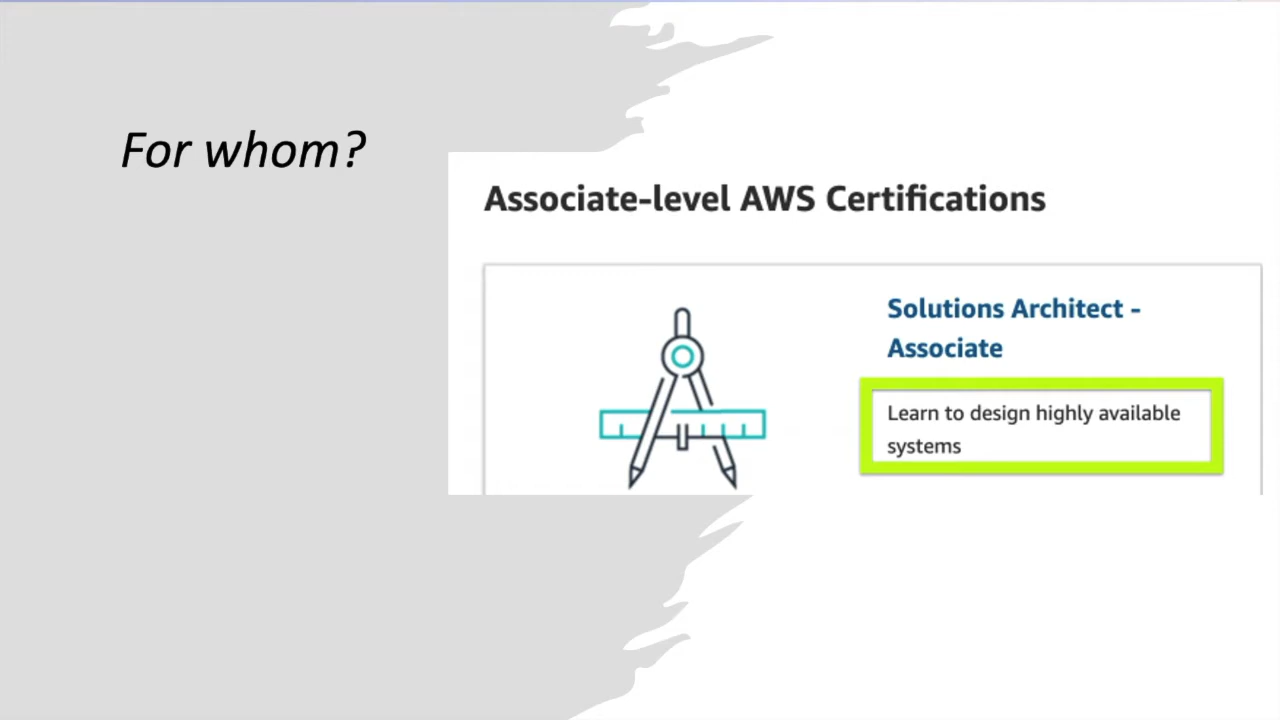 For whom?
Associate-level AWS Certifications
Solutions Architect -
Associate
Learn to design highly available
systems